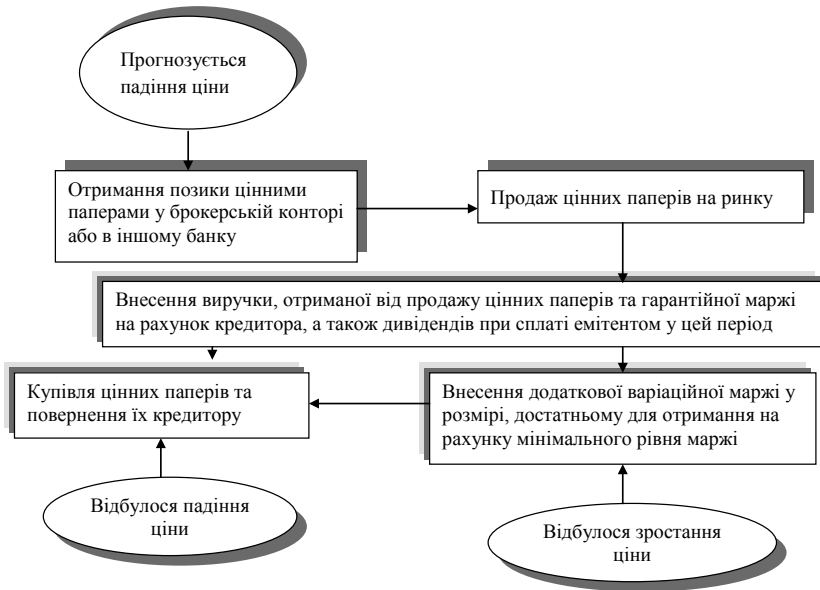 Прогнозується
падіння ціни
Отримання позики цінними
паперами у брокерській конторі
або в іншому банку
Продаж цінних паперів на ринку
Внесення виручки, отриманої від продажу цінних паперів та гарантійної маржі
на рахунок кредитора, а також дивідендів при сплаті емітентом у цей період
Купівля цінних паперів та
повернення їх кредитору
Внесення додаткової варіаційної маржі у
розмірі, достатньому для отримання на
рахунку мінімального рівня маржі
Відбулося падіння
ціни
Відбулося зростання
ціни